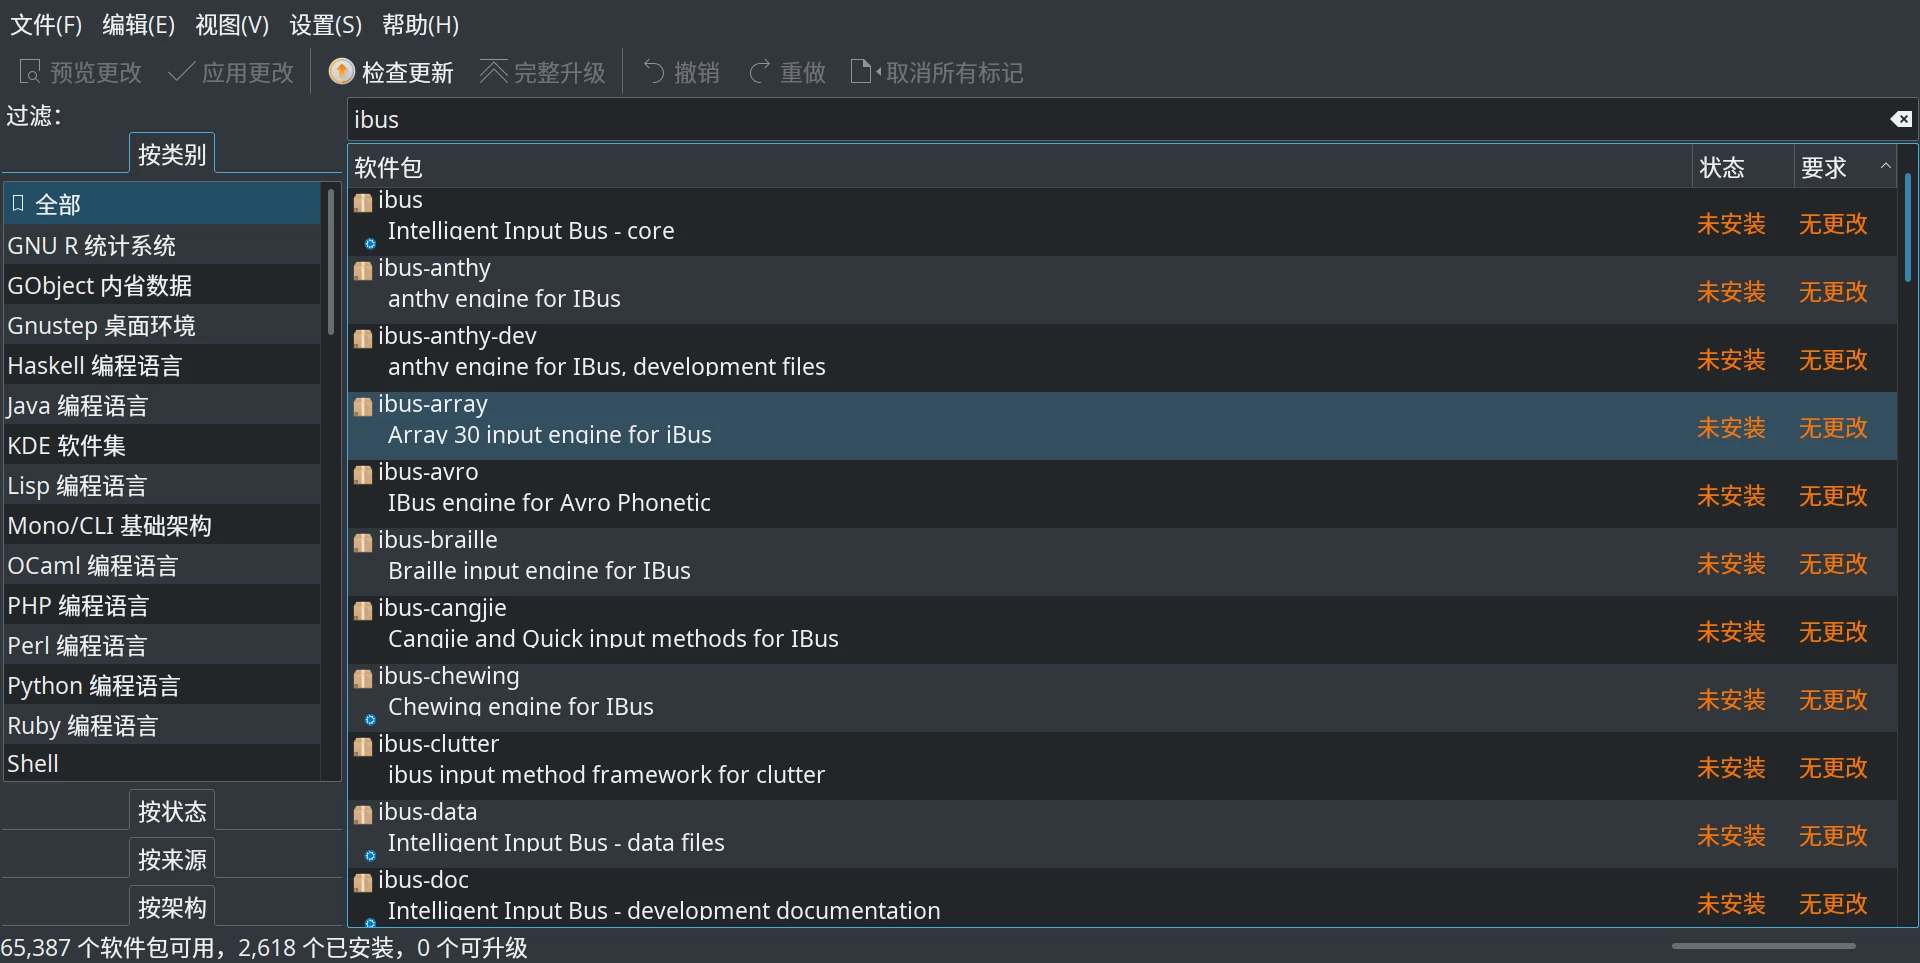 文件(F) 编辑(E) 视图(V) 设置(S) 帮助(H)
预览更改 应用更改 检查更新 完整升级 撤销 重做 取消所有标记
过滤：
ibus
按类别
软件包 状态 要求
全部
GNU R 统计系统
GObject 内省数据
Gnustep 桌面环境
Haskell 编程语言
Java 编程语言
KDE 软件集
Lisp 编程语言
Mono/CLI 基础架构
OCaml 编程语言
PHP 编程语言
Perl 编程语言
Python 编程语言
Ruby 编程语言
Shell
按状态
按来源
按架构
ibus
Intelligent Input Bus - core
未安装 无更改
ibus-anthy
anthy engine for IBus
未安装 无更改
ibus-anthy-dev
anthy engine for IBus, development files
未安装 无更改
ibus-array
Array 30 input engine for iBus
未安装 无更改
ibus-avro
IBus engine for Avro Phonetic
未安装 无更改
ibus-braille
Braille input engine for IBus
未安装 无更改
ibus-cangjie
Cangjie and Quick input methods for IBus
未安装 无更改
ibus-chewing
Chewing engine for IBus
未安装 无更改
ibus-clutter
ibus input method framework for clutter
未安装 无更改
ibus-data
Intelligent Input Bus - data files
未安装 无更改
ibus-doc
Intelligent Input Bus - development documentation
未安装 无更改
65,387 个软件包可用，2,618 个已安装，0 个可升级